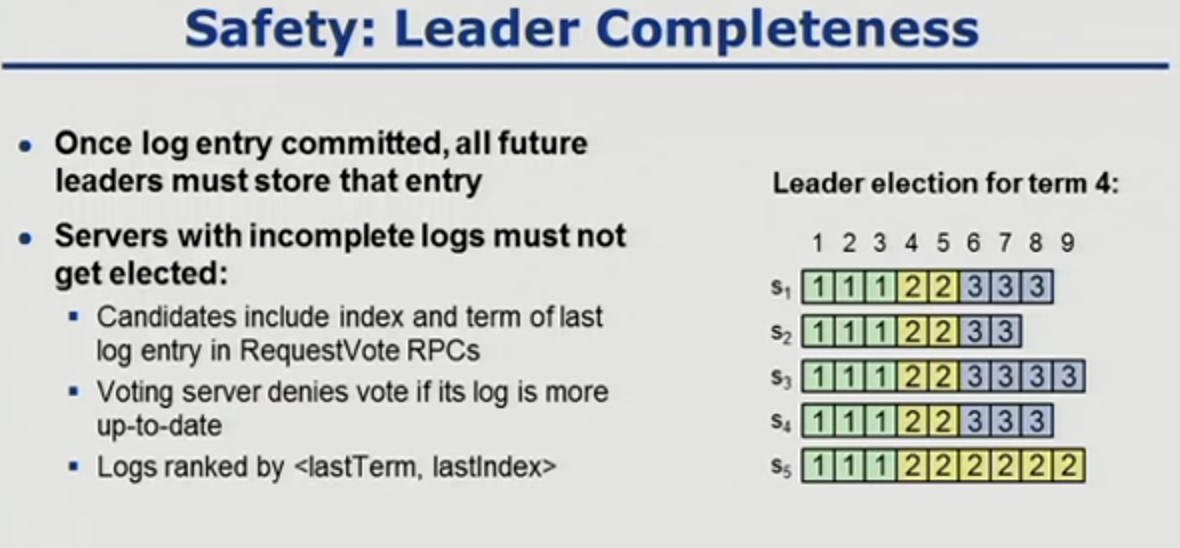 Safety: Leader Completeness
• Once log entry committed, all future
leaders must store that entry
• Servers with incomplete logs must not
get elected:
▪ Candidates include index and term of last
log entry in RequestVote RPCs
▪ Voting server denies vote if its log is more
up-to-date
▪ Logs ranked by <lastTerm, lastIndex>
Leader election for term 4:
1 2 3 4 5 6 7 8 9
s₁ 1 1 1 2 2 3 3 3
s₂ 1 1 1 2 2 3 3
s₃ 1 1 1 2 2 3 3 3 3
s₄ 1 1 1 2 2 3 3 3
s₅ 1 1 1 2 2 2 2 2 2